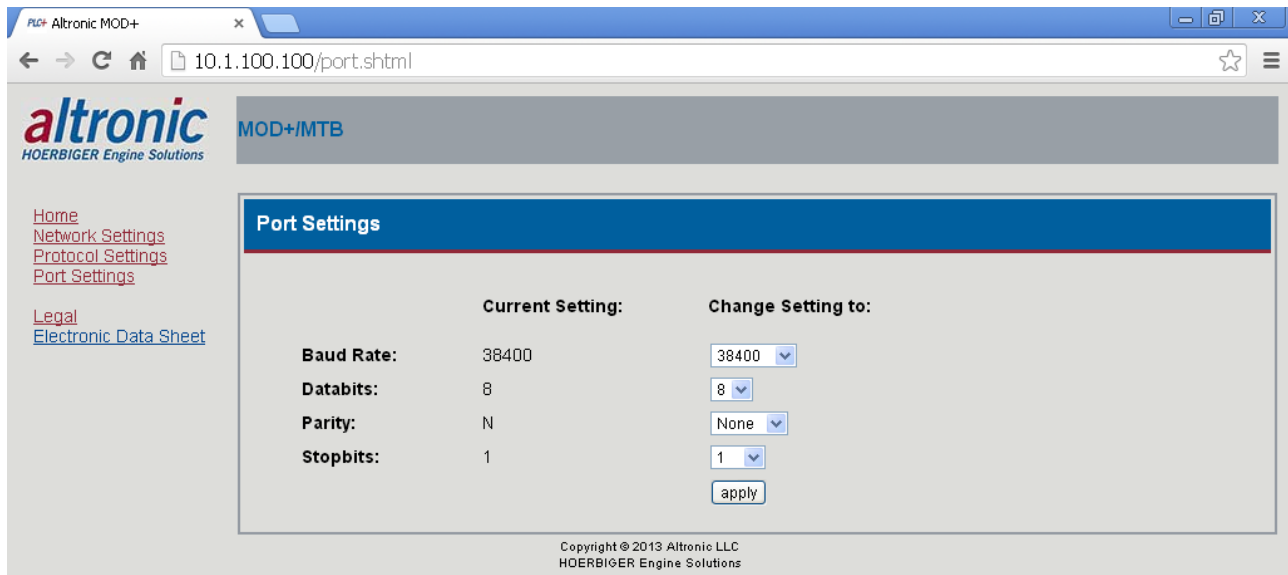 PLC+ Altronic MOD+
10.1.100.100/port.shtml
altronic
HOERBIGER Engine Solutions
MOD+/MTB
Home
Network Settings
Protocol Settings
Port Settings
Legal
Electronic Data Sheet
Port Settings
Current Setting: Change Setting to:
Baud Rate: 38400 38400
Databits: 8 8
Parity: N None
Stopbits: 1 1
apply
Copyright © 2013 Altronic LLC
HOERBIGER Engine Solutions